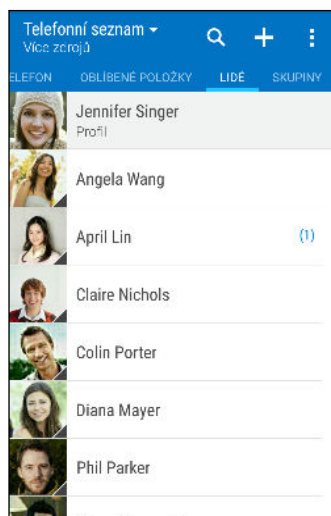 Telefonní seznam
Více zdrojů
ELEFON OBLÍBENÉ POLOŽKY LIDÉ SKUPINY
Jennifer Singer
Profil
Angela Wang
April Lin (1)
Claire Nichols
Colin Porter
Diana Mayer
Phil Parker